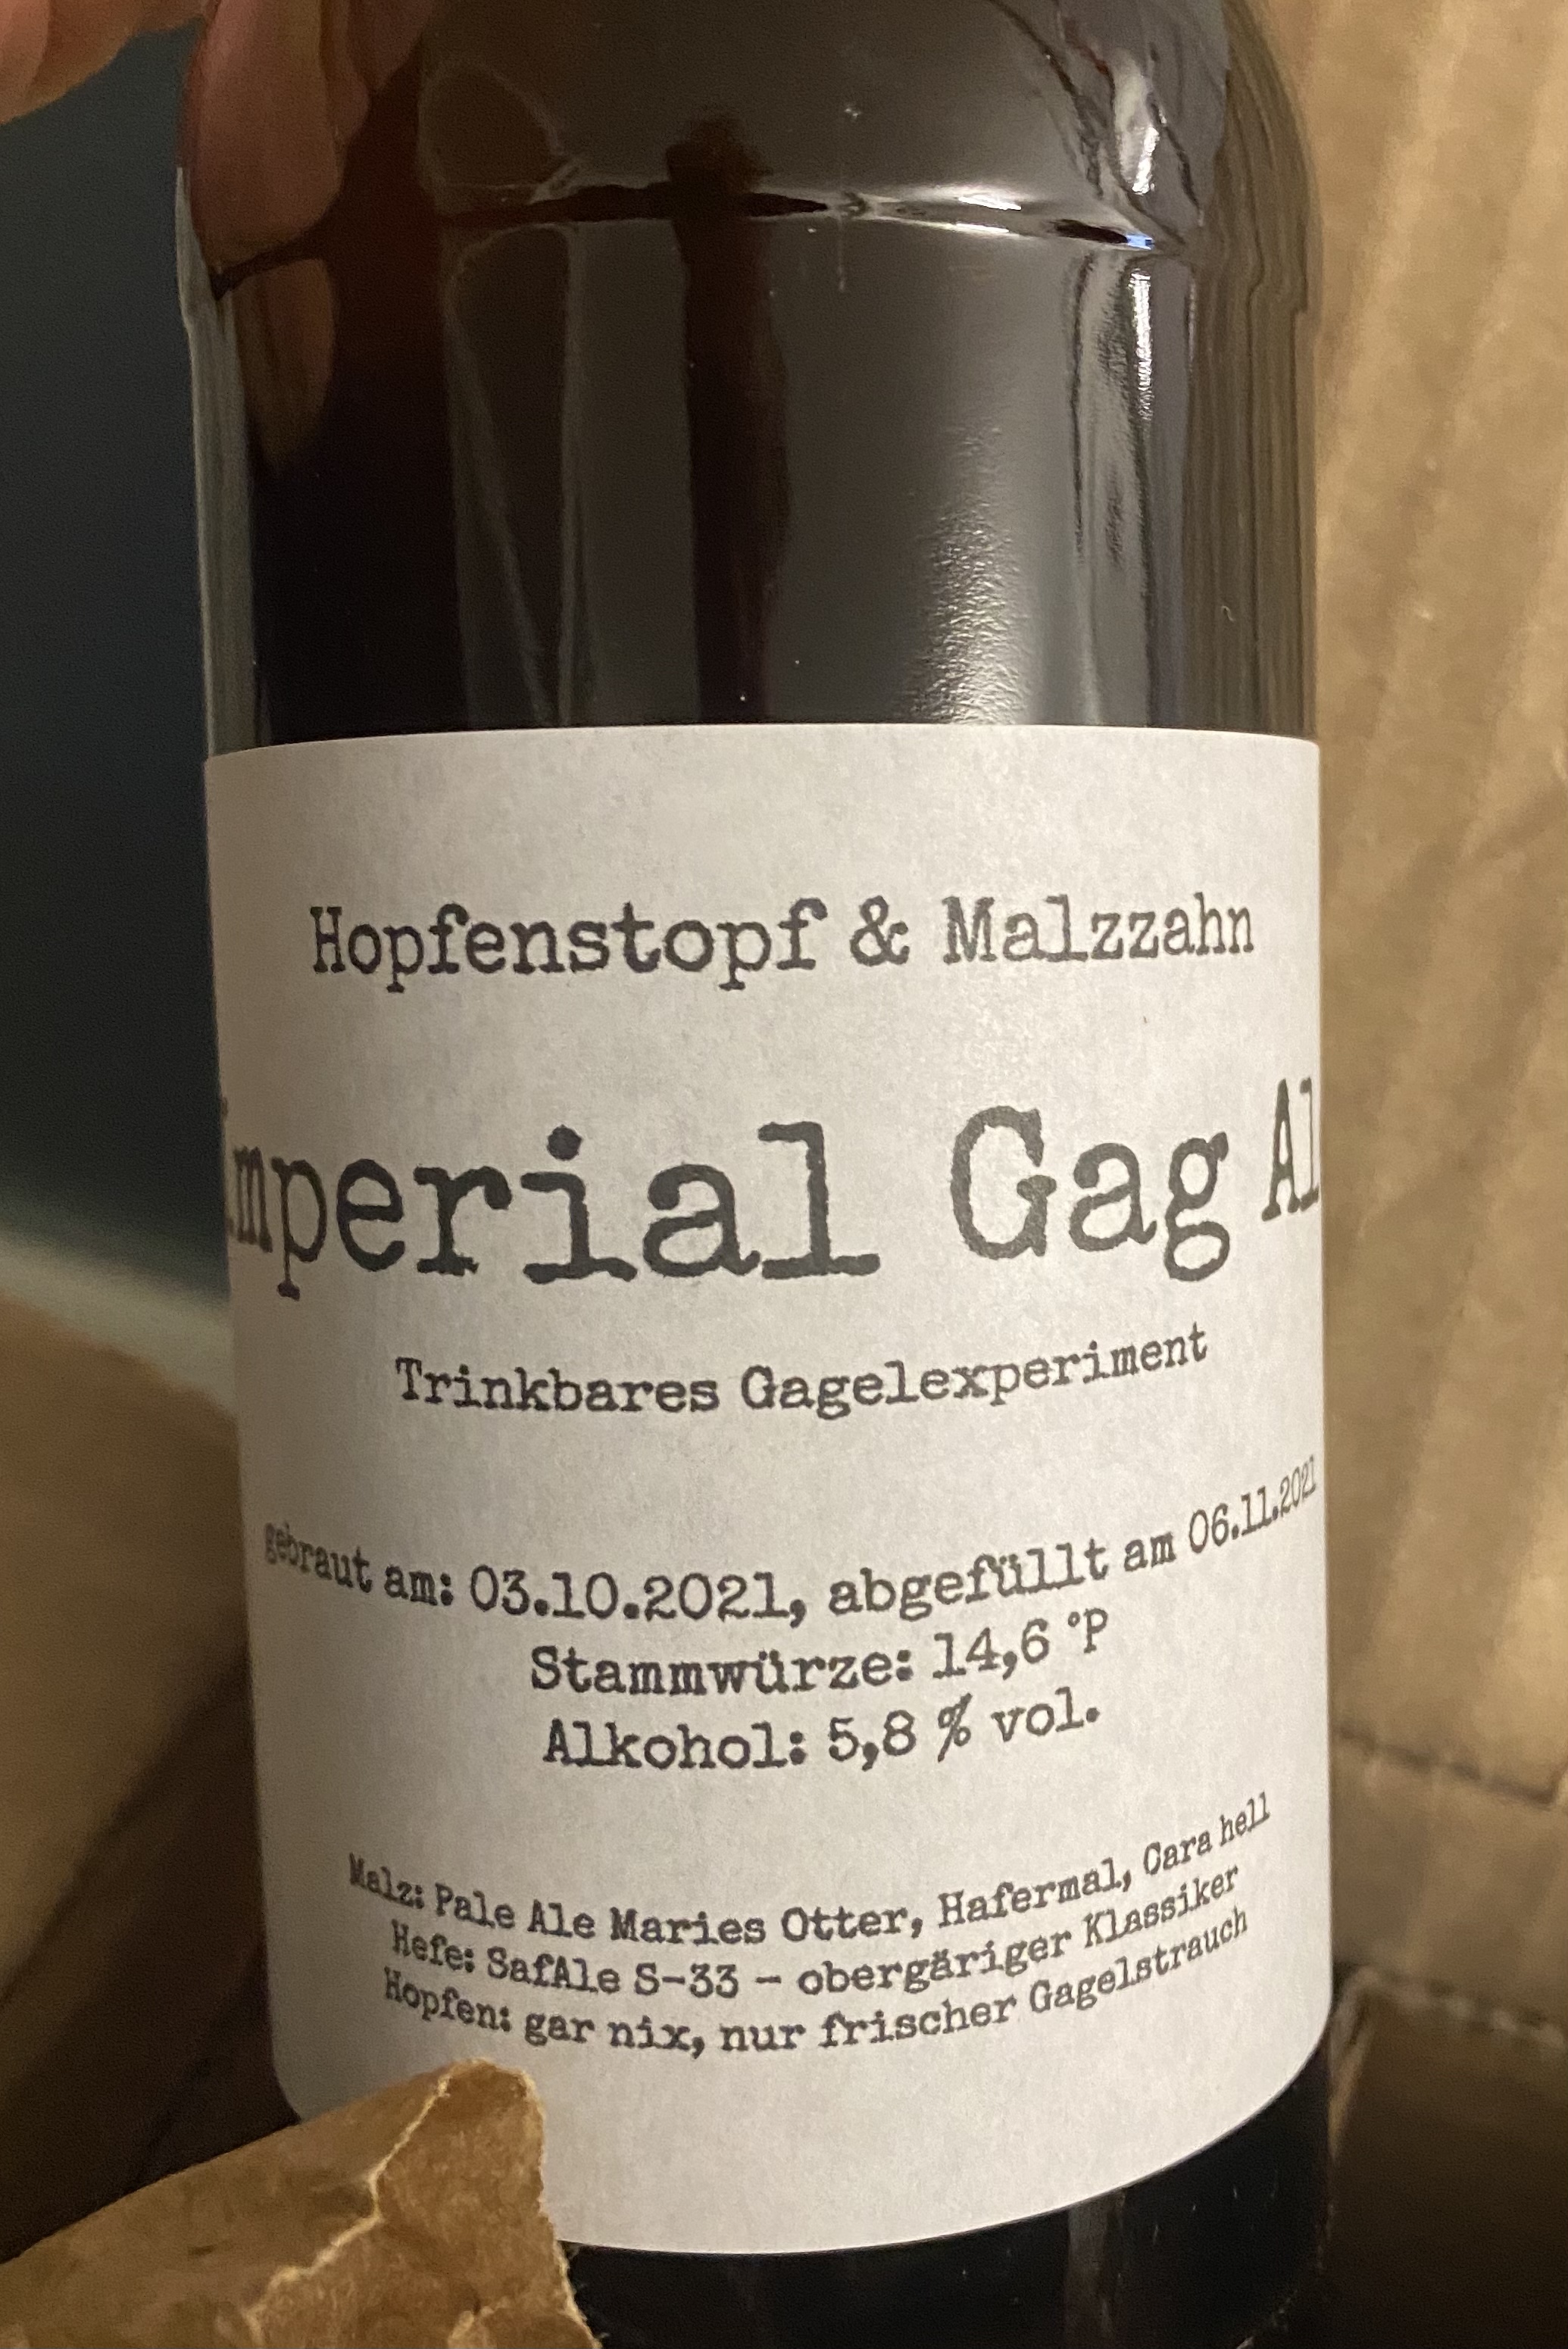 Hopfenstopf & Malzzahn
imperial Gag Al
Trinkbares Gagelexperiment
gebraut am: 03.10.2021, abgefüllt am 06.11.2021
Stammwürze: 14,6 °P
Alkohol: 5,8 % vol.
Malz: Pale Ale Maries Otter, Hafermal, Cara hell
Hefe: SafAle S-33 - obergäriger Klassiker
Hopfen: gar nix, nur frischer Gagelstrauch